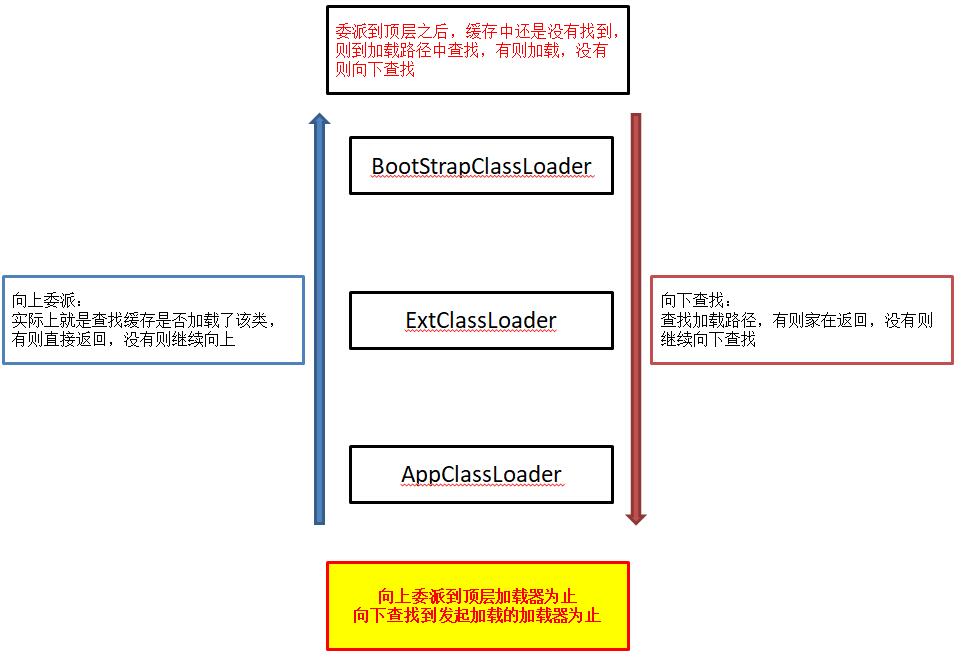 委派到顶层之后，缓存中还是没有找到，
则到加载路径中查找，有则加载，没有
则向下查找
BootStrapClassLoader
向上委派：
实际上就是查找缓存是否加载了该类，
有则直接返回，没有则继续向上
ExtClassLoader
向下查找：
查找加载路径，有则家在返回，没有则
继续向下查找
AppClassLoader
向上委派到顶层加载器为止
向下查找到发起加载的加载器为止